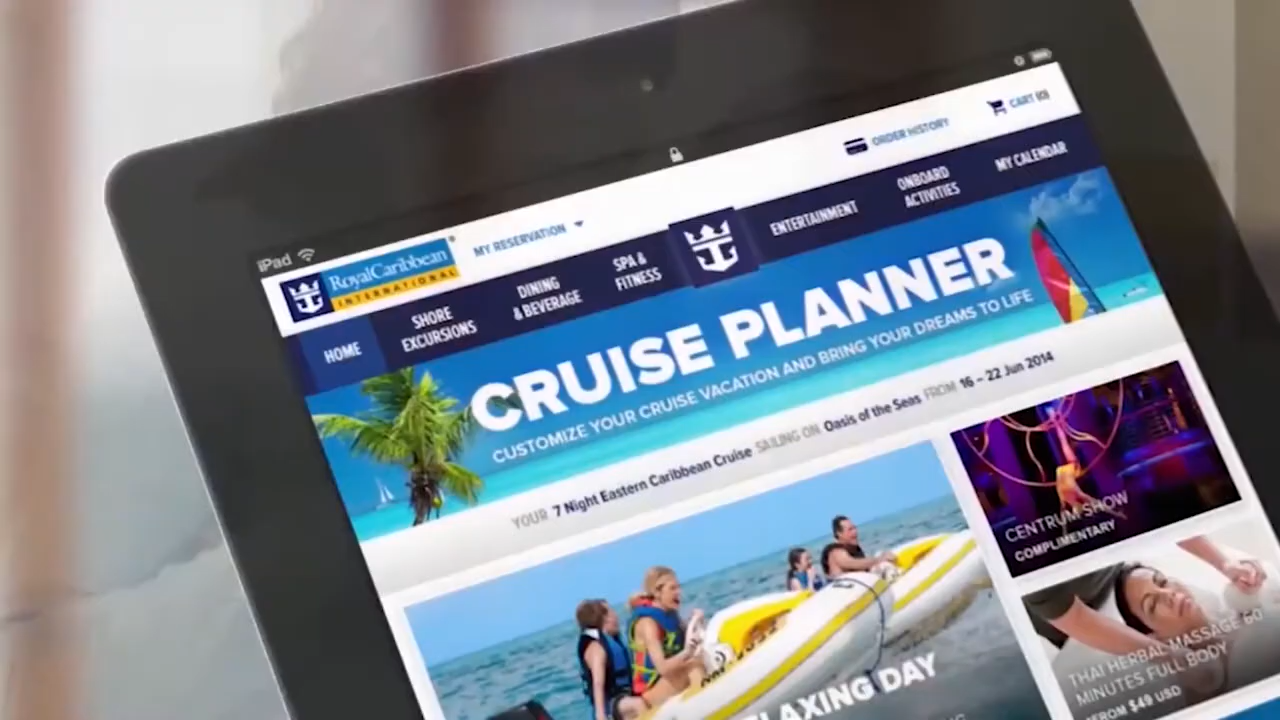 iPad
RoyalCaribbean®
INTERNATIONAL
MY RESERVATION
ORDER HISTORY
CART (0)
HOME
SHORE
EXCURSIONS
DINING
& BEVERAGE
SPA &
FITNESS
ENTERTAINMENT
ONBOARD
ACTIVITIES
MY CALENDAR
CRUISE PLANNER
CUSTOMIZE YOUR CRUISE VACATION AND BRING YOUR DREAMS TO LIFE
YOUR 7 Night Eastern Caribbean Cruise SAILING ON Oasis of the Seas FROM 16 – 22 Jun 2014
CENTRUM SHOW
COMPLIMENTARY
DAY
THAI HERBAL MASSAGE 60
MINUTES FULL BODY
FROM $49 USD